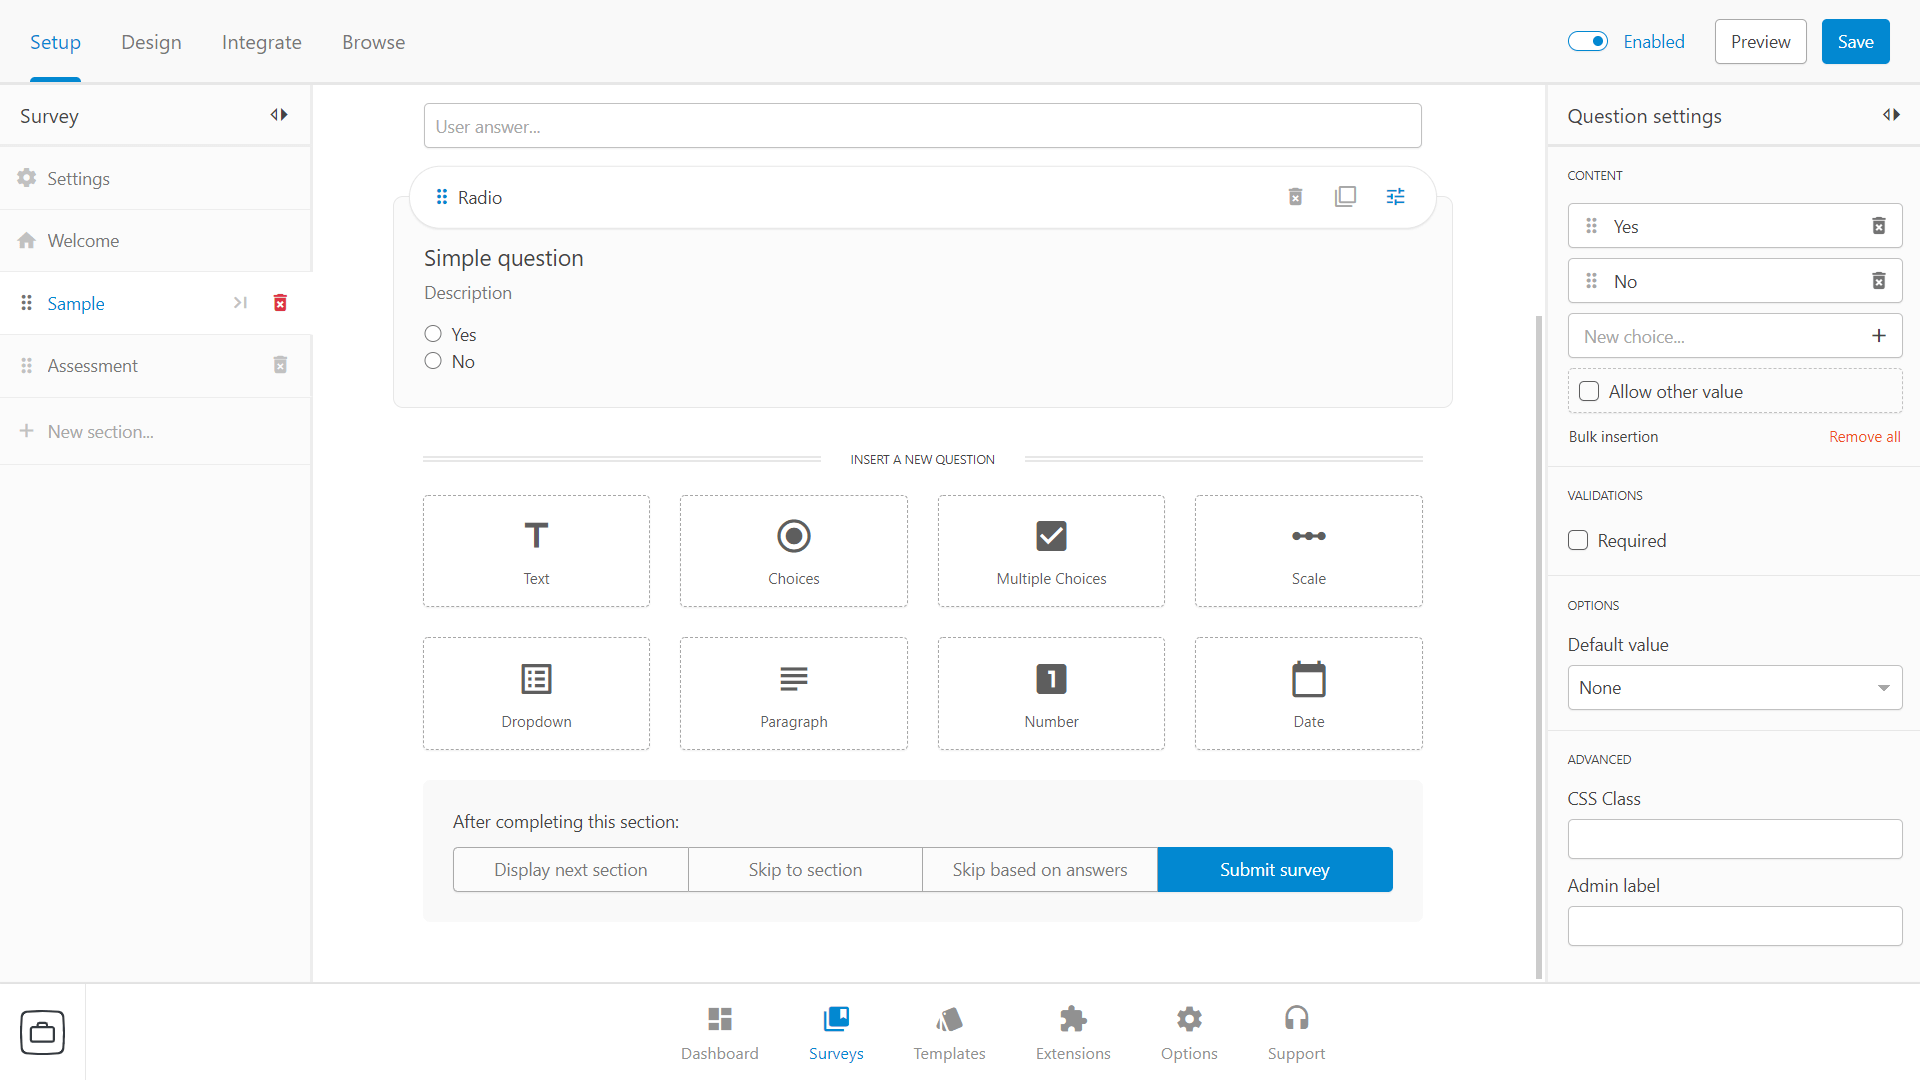 Setup Design Integrate Browse Enabled Preview Save
Survey
Settings
Welcome
Sample
Assessment
New section...
User answer...
Radio
Simple question
Description
Yes
No
INSERT A NEW QUESTION
Text Choices Multiple Choices Scale
Dropdown Paragraph Number Date
After completing this section:
Display next section Skip to section Skip based on answers Submit survey
Question settings
CONTENT
Yes
No
New choice...
Allow other value
Bulk insertion Remove all
VALIDATIONS
Required
OPTIONS
Default value
None
ADVANCED
CSS Class
Admin label
Dashboard Surveys Templates Extensions Options Support